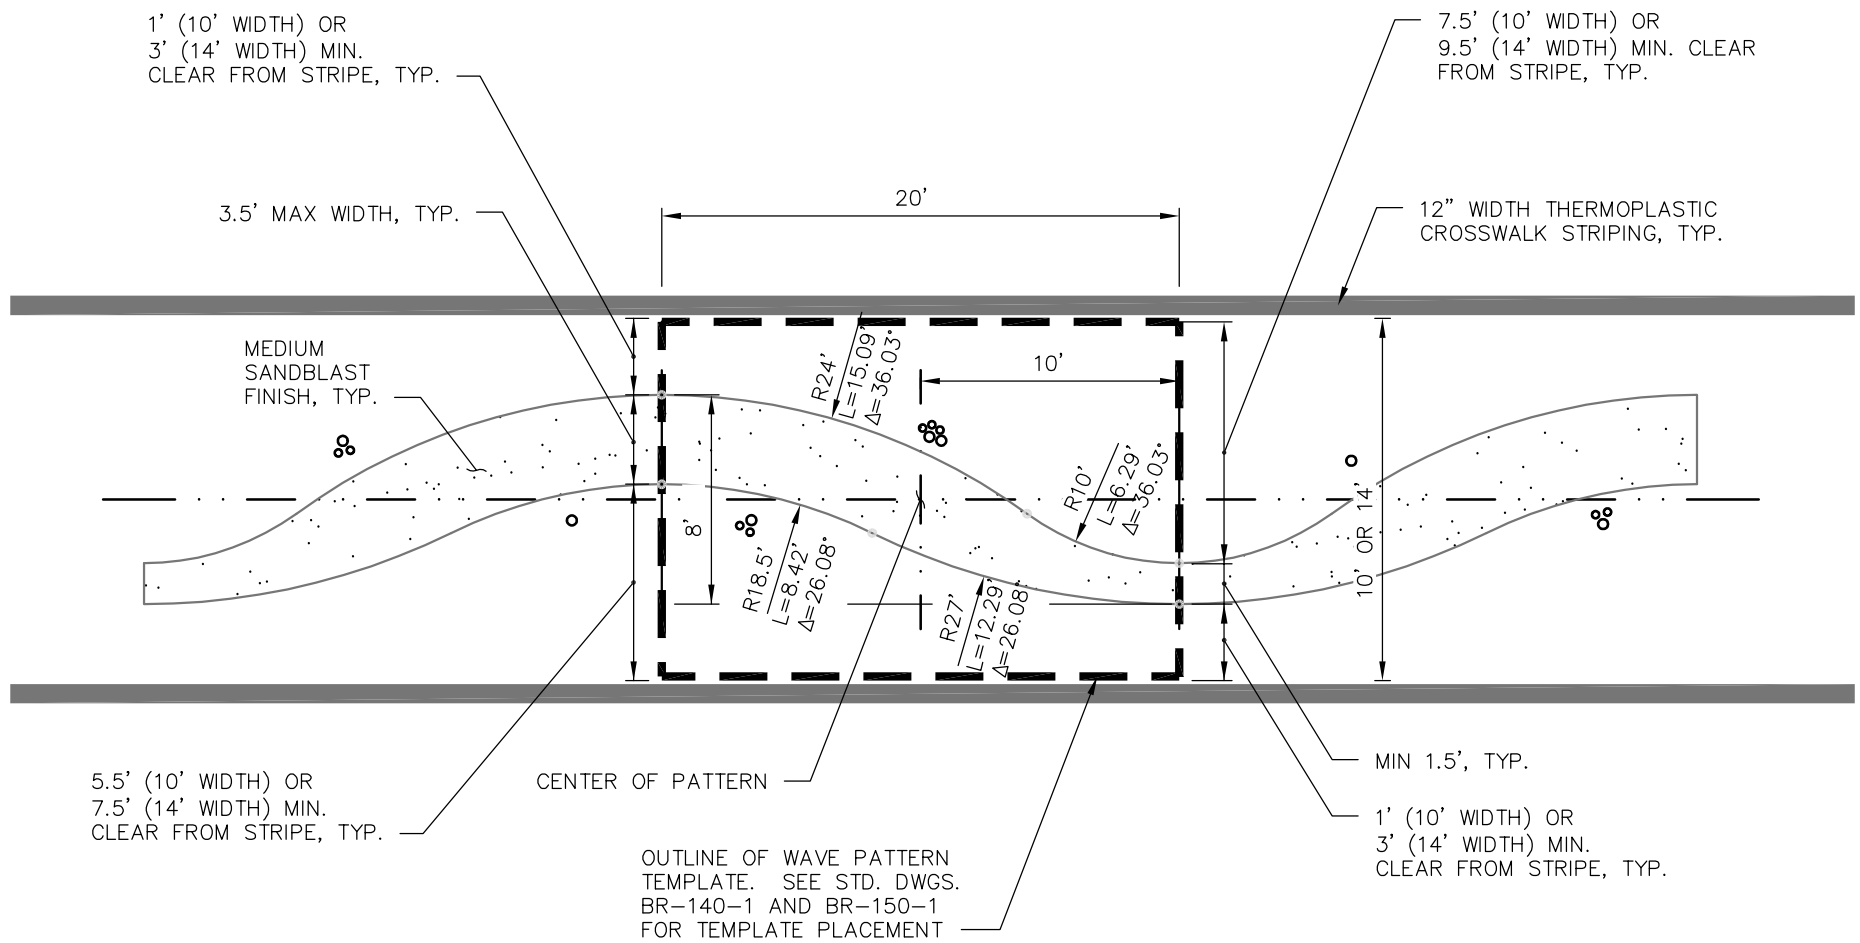 1' (10' WIDTH) OR
3' (14' WIDTH) MIN.
CLEAR FROM STRIPE, TYP.
7.5' (10' WIDTH) OR
9.5' (14' WIDTH) MIN. CLEAR
FROM STRIPE, TYP.
3.5' MAX WIDTH, TYP.
20'
12" WIDTH THERMOPLASTIC
CROSSWALK STRIPING, TYP.
MEDIUM
SANDBLAST
FINISH, TYP.
R24'
L=15.09'
Δ=36.03°
10'
R10'
L=6.29'
Δ=36.03°
8'
R18.5'
L=8.42'
Δ=26.08°
R27'
L=12.29'
Δ=26.08°
10' OR 14'
5.5' (10' WIDTH) OR
7.5' (14' WIDTH) MIN.
CLEAR FROM STRIPE, TYP.
CENTER OF PATTERN
MIN 1.5', TYP.
1' (10' WIDTH) OR
3' (14' WIDTH) MIN.
CLEAR FROM STRIPE, TYP.
OUTLINE OF WAVE PATTERN
TEMPLATE. SEE STD. DWGS.
BR-140-1 AND BR-150-1
FOR TEMPLATE PLACEMENT